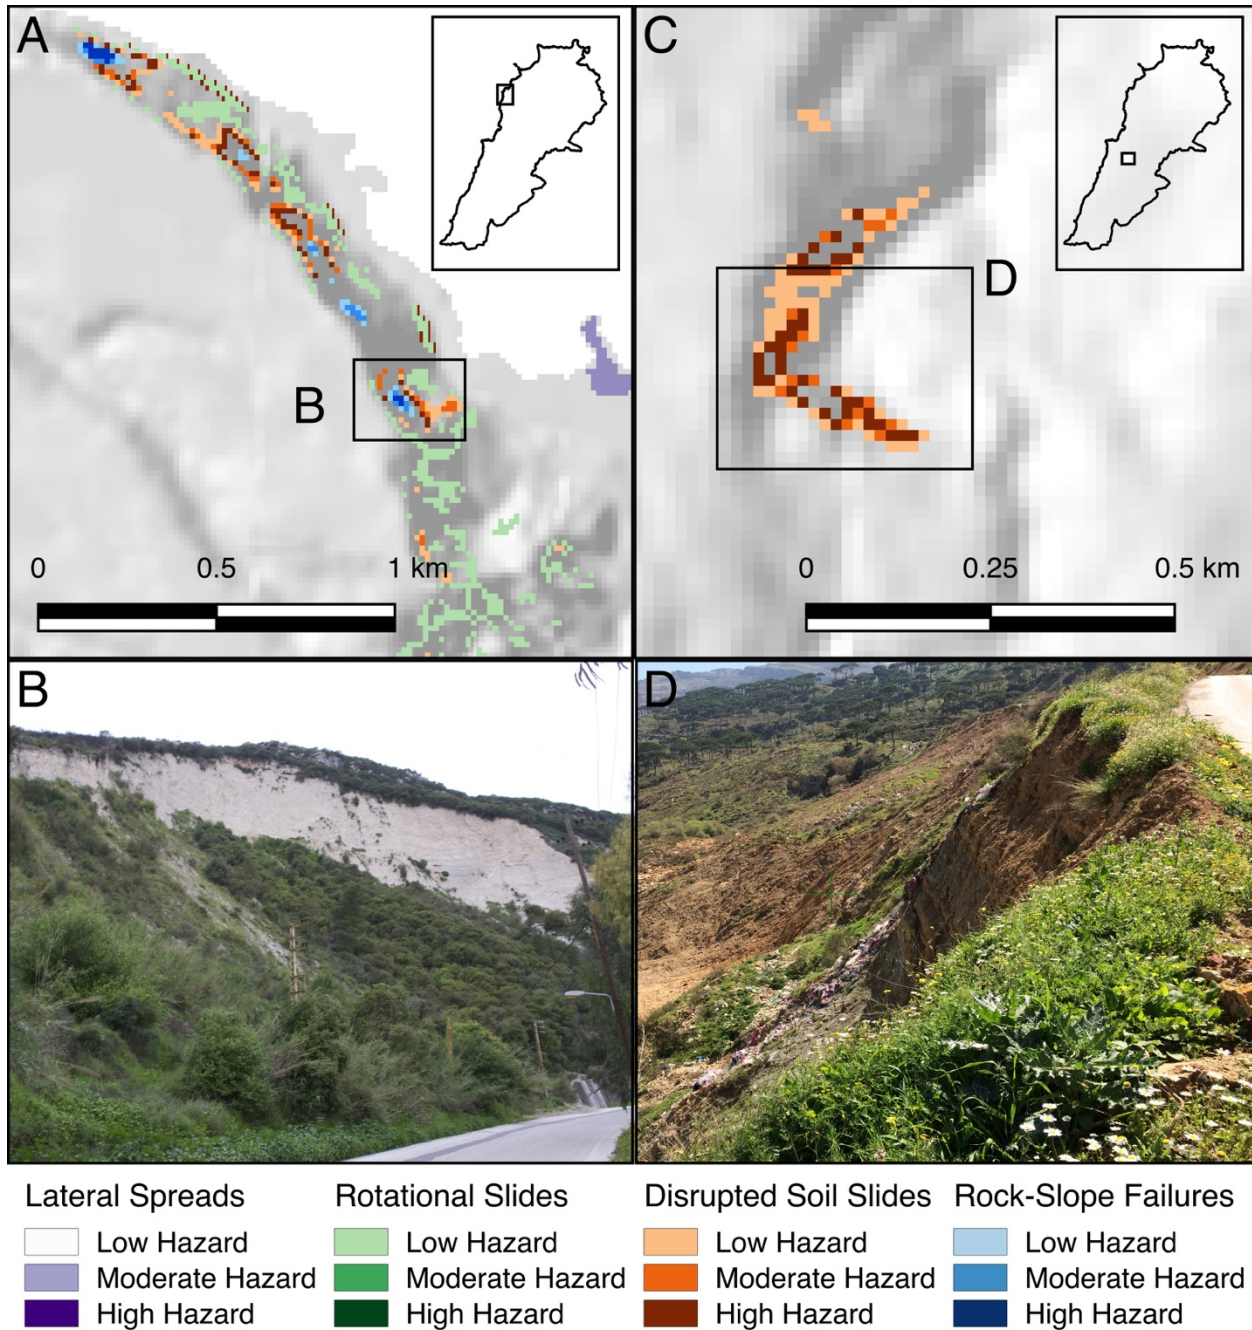 A
B
0 0.5 1 km
C
D
0 0.25 0.5 km
B
D
Lateral Spreads
Low Hazard
Moderate Hazard
High Hazard
Rotational Slides
Low Hazard
Moderate Hazard
High Hazard
Disrupted Soil Slides
Low Hazard
Moderate Hazard
High Hazard
Rock-Slope Failures
Low Hazard
Moderate Hazard
High Hazard